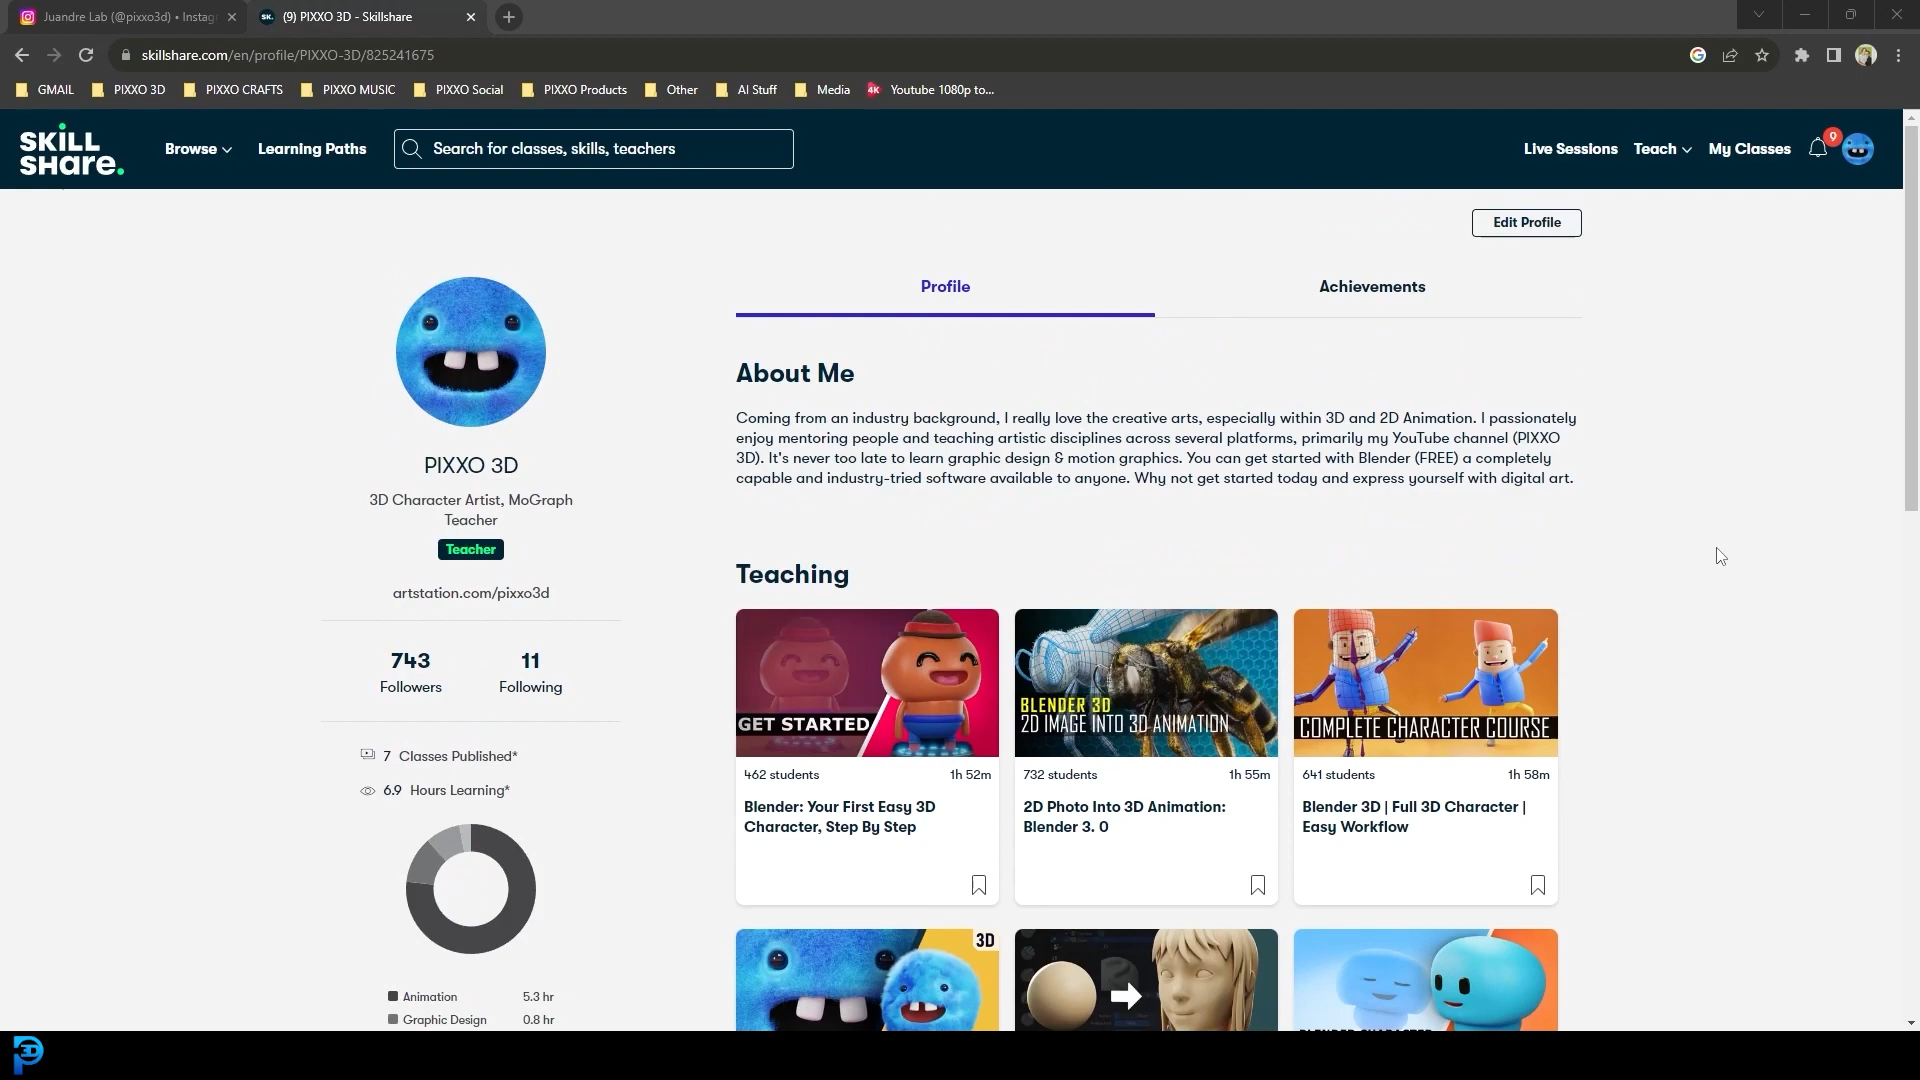 Juandre Lab (@pixxo3d) • Instag
SK. (9) PIXXO 3D - Skillshare
skillshare.com/en/profile/PIXXO-3D/825241675
GMAIL PIXXO 3D PIXXO CRAFTS PIXXO MUSIC PIXXO Social PIXXO Products Other AI Stuff Media 4K Youtube 1080p to...
SKILL
SHARE.
Browse Learning Paths Search for classes, skills, teachers
Live Sessions Teach My Classes 9
Edit Profile
Profile Achievements
PIXXO 3D
3D Character Artist, MoGraph
Teacher
Teacher
artstation.com/pixxo3d
743 11
Followers Following
7 Classes Published*
6.9 Hours Learning*
Animation 5.3 hr
Graphic Design 0.8 hr
About Me
Coming from an industry background, I really love the creative arts, especially within 3D and 2D Animation. I passionately
enjoy mentoring people and teaching artistic disciplines across several platforms, primarily my YouTube channel (PIXXO
3D). It's never too late to learn graphic design & motion graphics. You can get started with Blender (FREE) a completely
capable and industry-tried software available to anyone. Why not get started today and express yourself with digital art.
Teaching
GET STARTED
462 students 1h 52m
Blender: Your First Easy 3D
Character, Step By Step
BLENDER 3D
2D IMAGE INTO 3D ANIMATION
732 students 1h 55m
2D Photo Into 3D Animation:
Blender 3. 0
COMPLETE CHARACTER COURSE
641 students 1h 58m
Blender 3D | Full 3D Character |
Easy Workflow
3D
BLENDER CHARACTER
3D